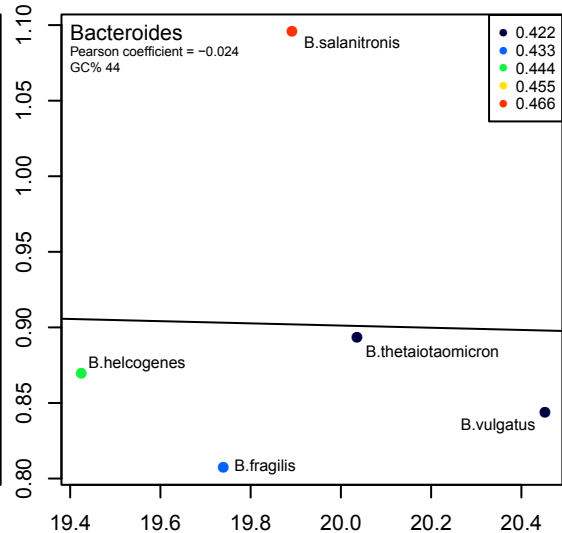 Bacteroides
Pearson coefficient = −0.024
GC% 44
0.422
0.433
0.444
0.455
0.466
B.salanitronis
B.thetaiotaomicron
B.helcogenes
B.vulgatus
B.fragilis
1.10
1.05
1.00
0.95
0.90
0.85
0.80
19.4 19.6 19.8 20.0 20.2 20.4